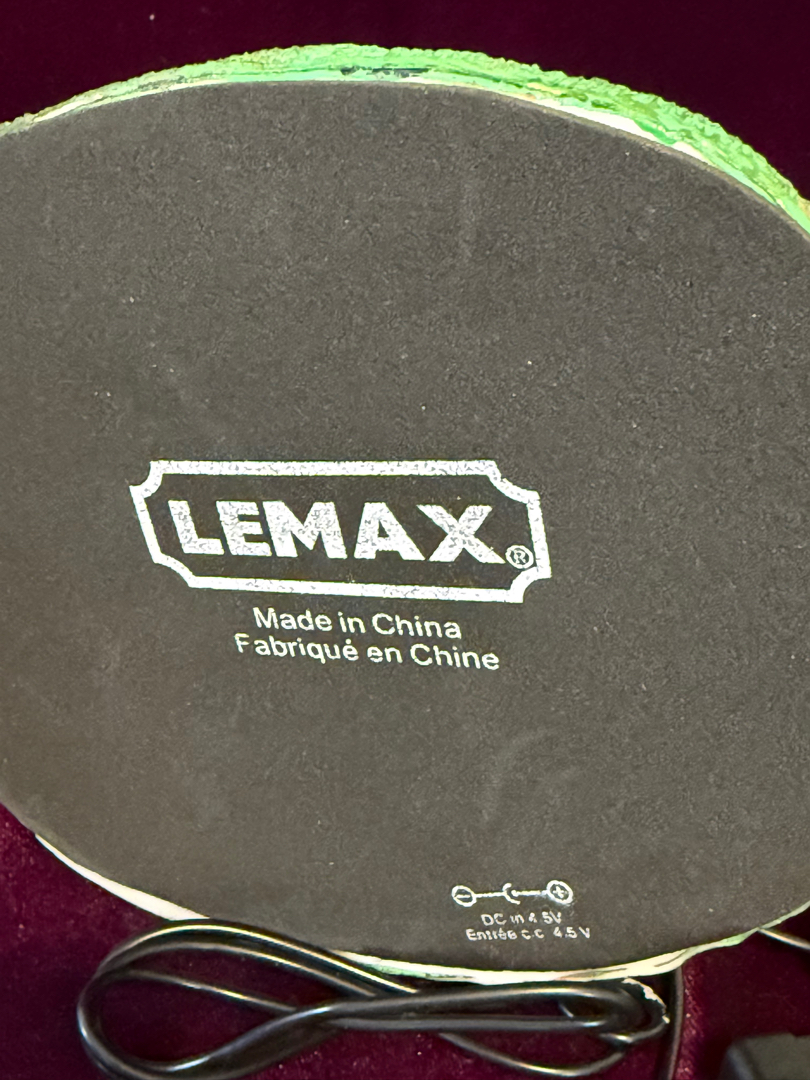 LEMAX®
Made in China
Fabriqué en Chine
DC in 4.5V
Entrée c.c 4.5 V